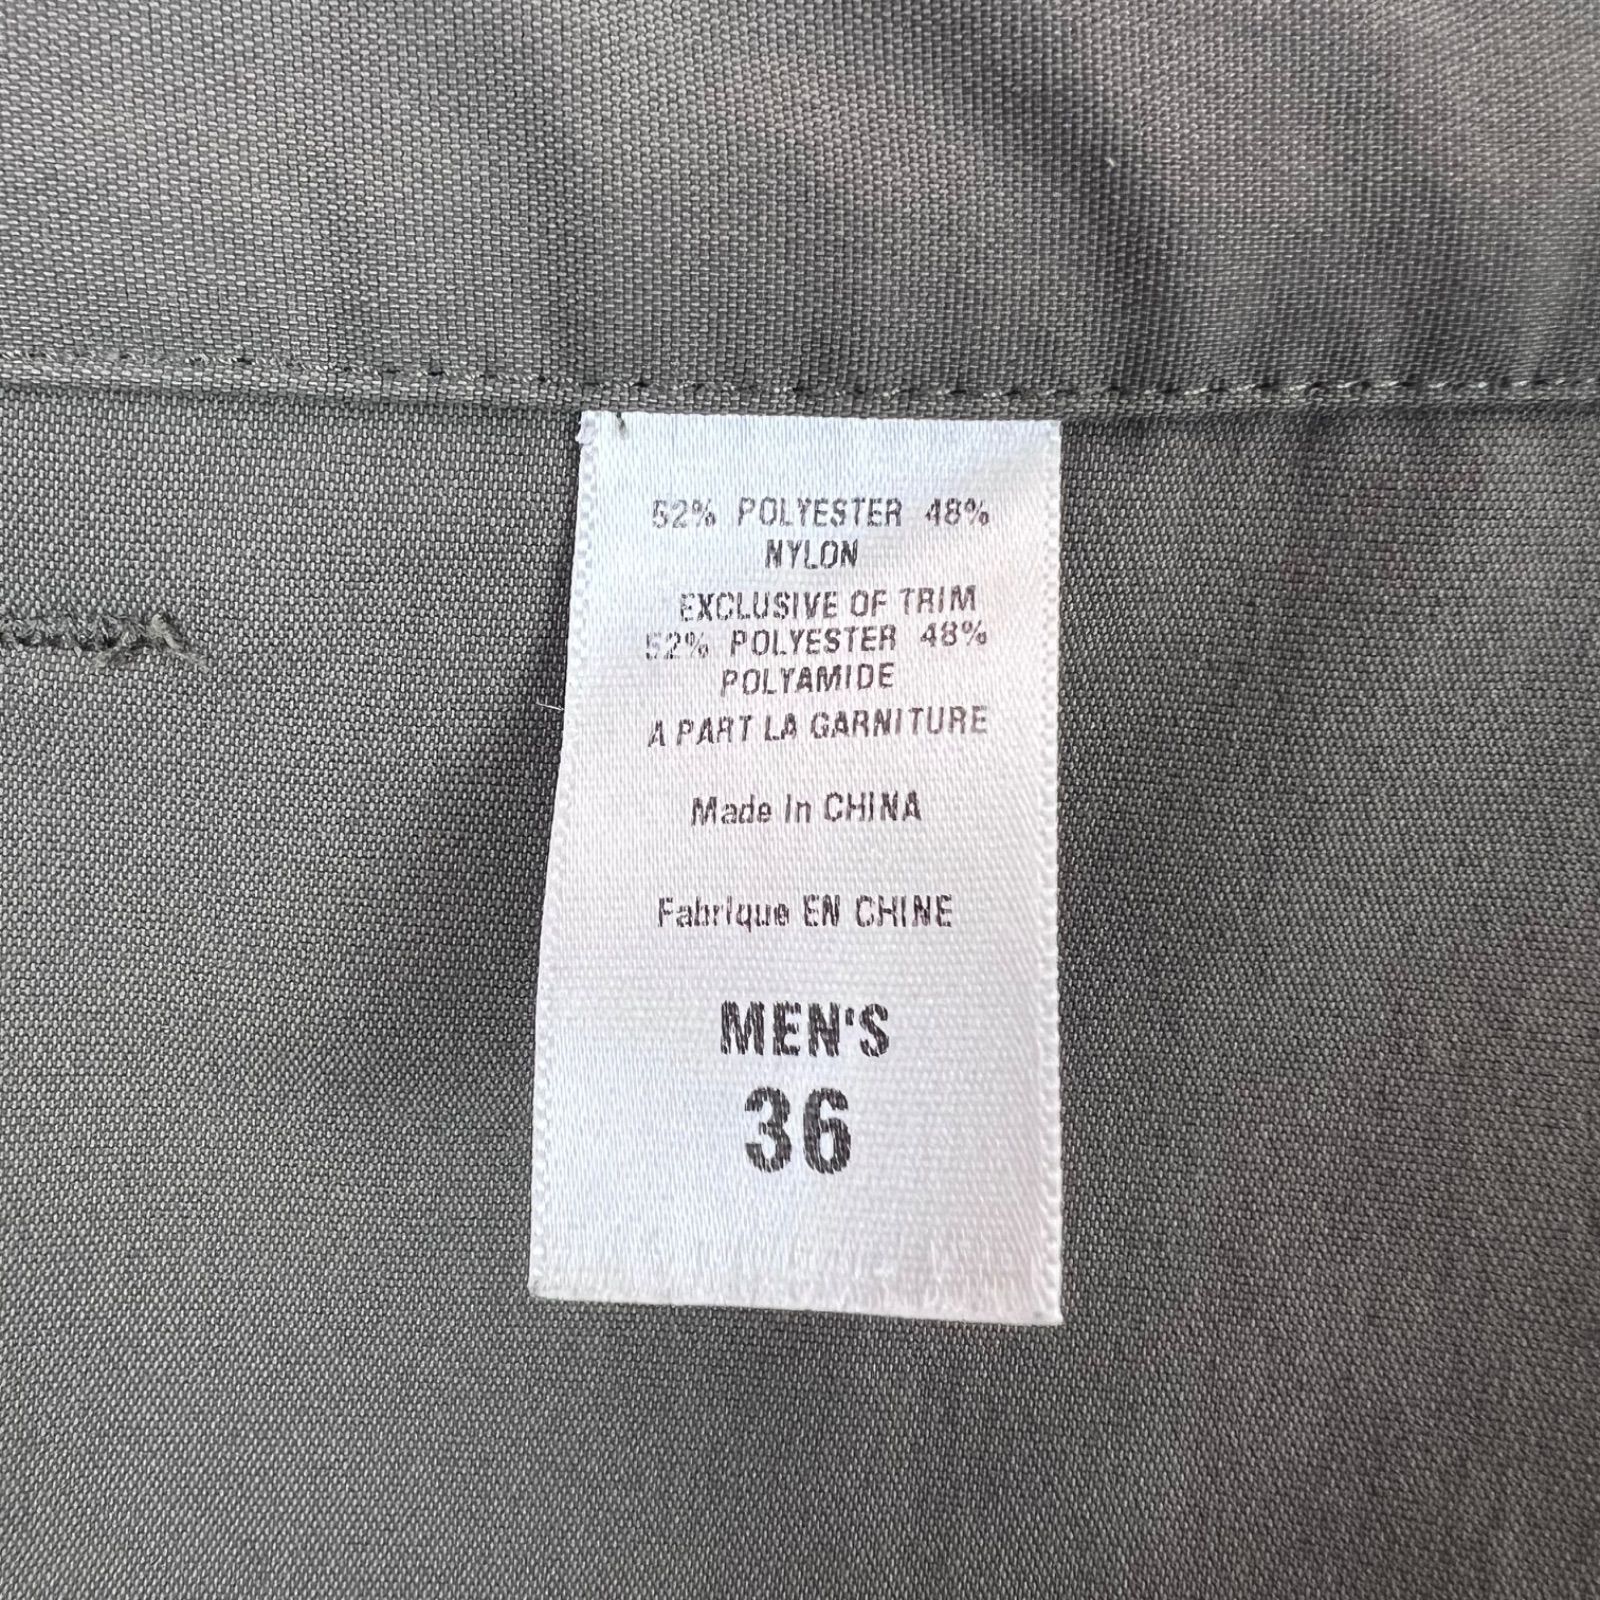 52% POLYESTER 48%
NYLON
EXCLUSIVE OF TRIM
52% POLYESTER 48%
POLYAMIDE
A PART LA GARNITURE
Made In CHINA
Fabrique EN CHINE
MEN'S
36